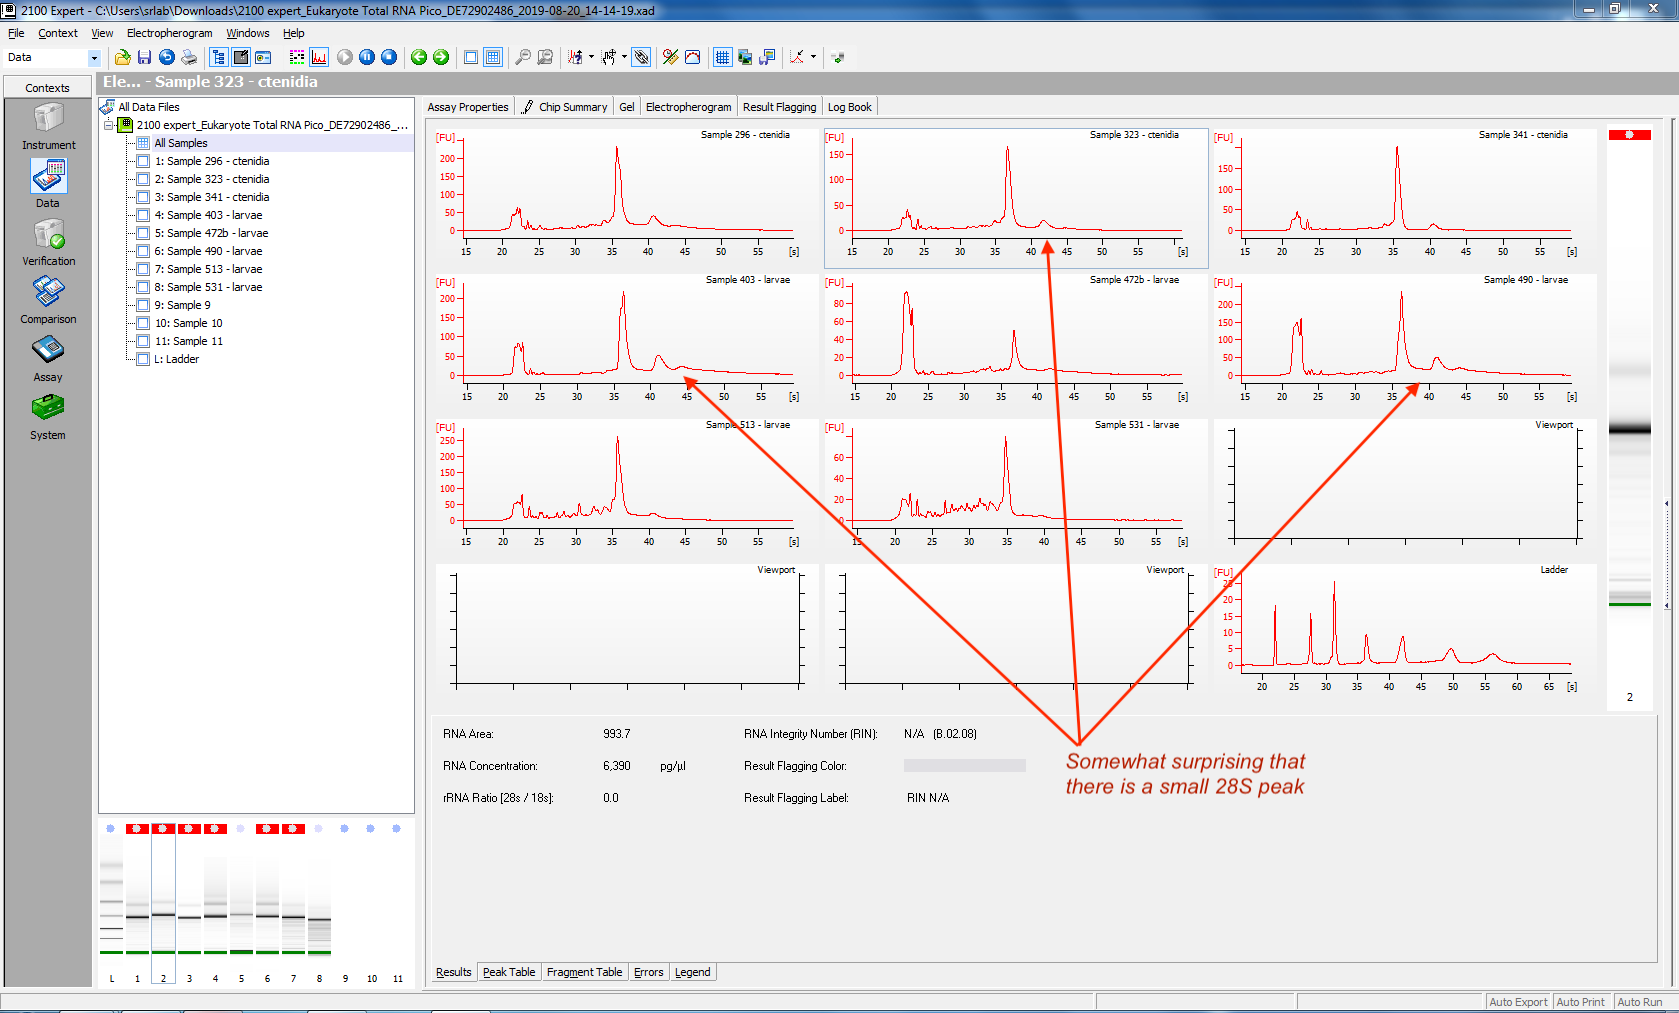 2100 Expert - C:\Users\srlab\Downloads\2100 expert_Eukaryote Total RNA Pico_DE72902486_2019-08-20_14-14-19.xad
File Context View Electropherogram Windows Help
Data
Contexts
Ele... - Sample 323 - ctenidia
Instrument
Data
Verification
Comparison
Assay
System
All Data Files
2100 expert_Eukaryote Total RNA Pico_DE72902486_...
All Samples
1: Sample 296 - ctenidia
2: Sample 323 - ctenidia
3: Sample 341 - ctenidia
4: Sample 403 - larvae
5: Sample 472b - larvae
6: Sample 490 - larvae
7: Sample 513 - larvae
8: Sample 531 - larvae
9: Sample 9
10: Sample 10
11: Sample 11
L: Ladder
L 1 2 3 4 5 6 7 8 9 10 11
Assay Properties Chip Summary Gel Electropherogram Result Flagging Log Book
[FU] Sample 296 - ctenidia
200
150
100
50
0
15 20 25 30 35 40 45 50 55 [s]
[FU] Sample 323 - ctenidia
150
100
50
0
15 20 25 30 35 40 45 50 55 [s]
[FU] Sample 341 - ctenidia
150
100
50
0
15 20 25 30 35 40 45 50 55 [s]
[FU] Sample 403 - larvae
200
150
100
50
0
15 20 25 30 35 40 45 50 55 [s]
[FU] Sample 472b - larvae
80
60
40
20
0
15 20 25 30 35 40 45 50 55 [s]
[FU] Sample 490 - larvae
200
150
100
50
0
15 20 25 30 35 40 45 50 55 [s]
[FU] Sample 513 - larvae
250
200
150
100
50
0
15 20 25 30 35 40 45 50 55 [s]
[FU] Sample 531 - larvae
60
40
20
0
15 20 25 30 35 40 45 50 55 [s]
Viewport
Viewport
Viewport
[FU] Ladder
25
20
15
10
5
0
20 25 30 35 40 45 50 55 60 65 [s]
2
RNA Area: 993.7 RNA Integrity Number (RIN): N/A (B.02.08)
RNA Concentration: 6,390 pg/µl Result Flagging Color:
rRNA Ratio [28s / 18s]: 0.0 Result Flagging Label: RIN N/A
Somewhat surprising that
there is a small 28S peak
Results Peak Table Fragment Table Errors Legend
Auto Export Auto Print Auto Run